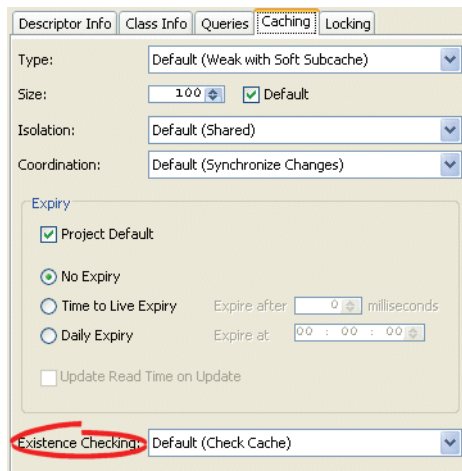 Descriptor Info Class Info Queries Caching Locking
Type: Default (Weak with Soft Subcache)
Size: 100 Default
Isolation: Default (Shared)
Coordination: Default (Synchronize Changes)
Expiry
Project Default
No Expiry
Time to Live Expiry Expire after 0 milliseconds
Daily Expiry Expire at 00 : 00 : 00
Update Read Time on Update
Existence Checking: Default (Check Cache)